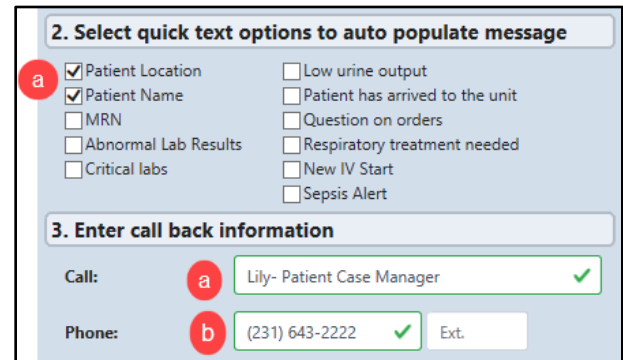 2. Select quick text options to auto populate message
a
Patient Location
Low urine output
Patient Name
Patient has arrived to the unit
MRN
Question on orders
Abnormal Lab Results
Respiratory treatment needed
Critical labs
New IV Start
Sepsis Alert
3. Enter call back information
Call:
a
Lily- Patient Case Manager
Phone:
b
(231) 643-2222
Ext.